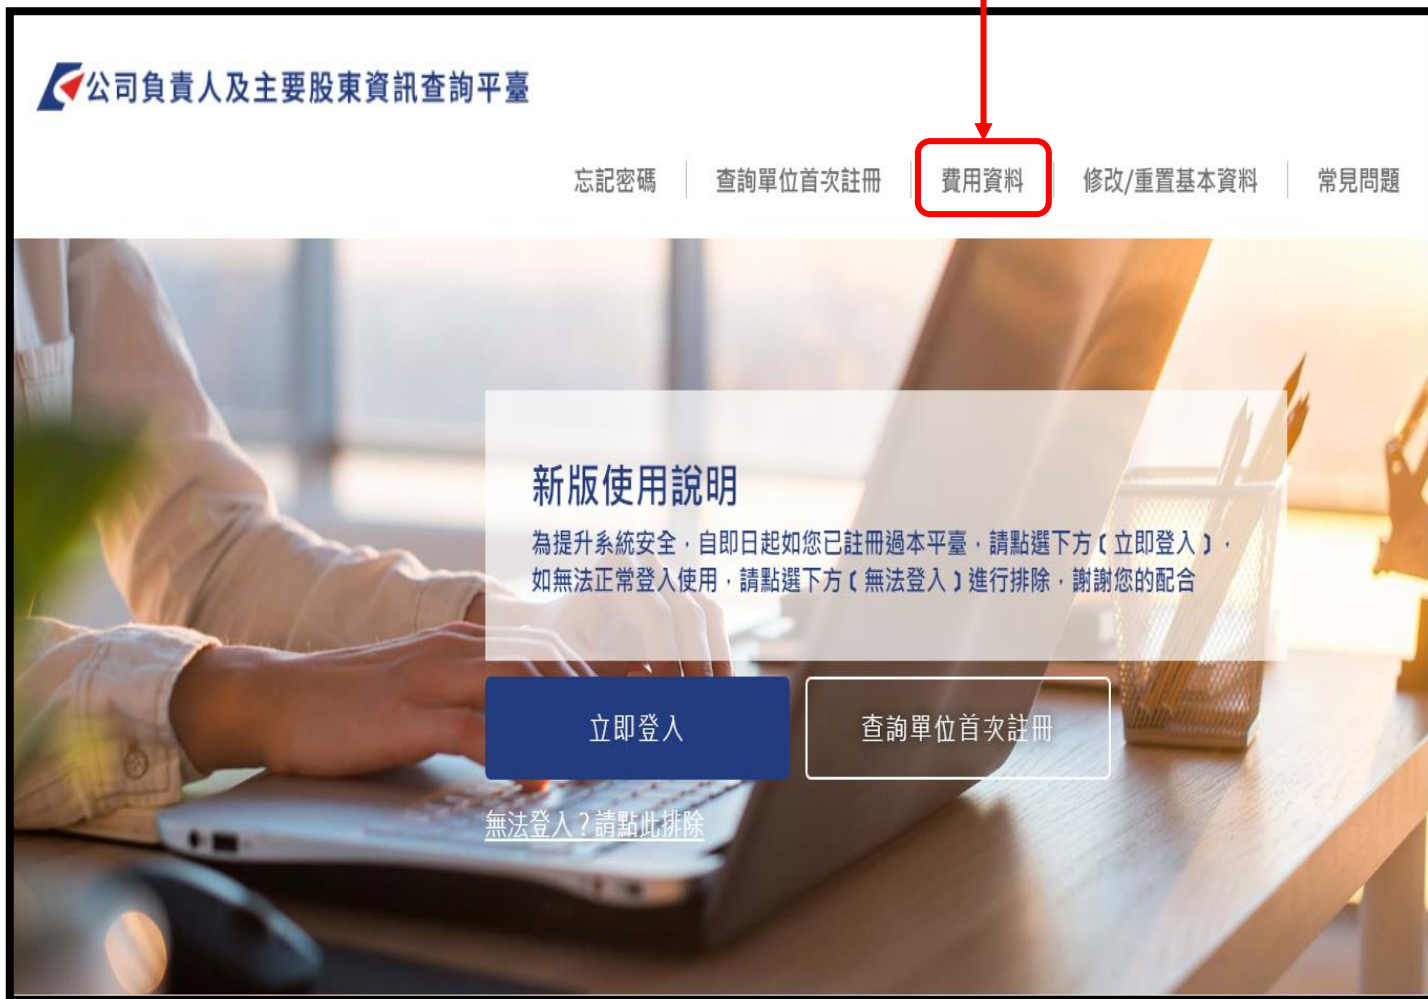 公司負責人及主要股東資訊查詢平臺
忘記密碼 查詢單位首次註冊 費用資料 修改/重置基本資料 常見問題
新版使用說明
為提升系統安全，自即日起如您已註冊過本平臺，請點選下方【立即登入】，
如無法正常登入使用，請點選下方【無法登入】進行排除，謝謝您的配合
立即登入 查詢單位首次註冊
無法登入？請點此排除